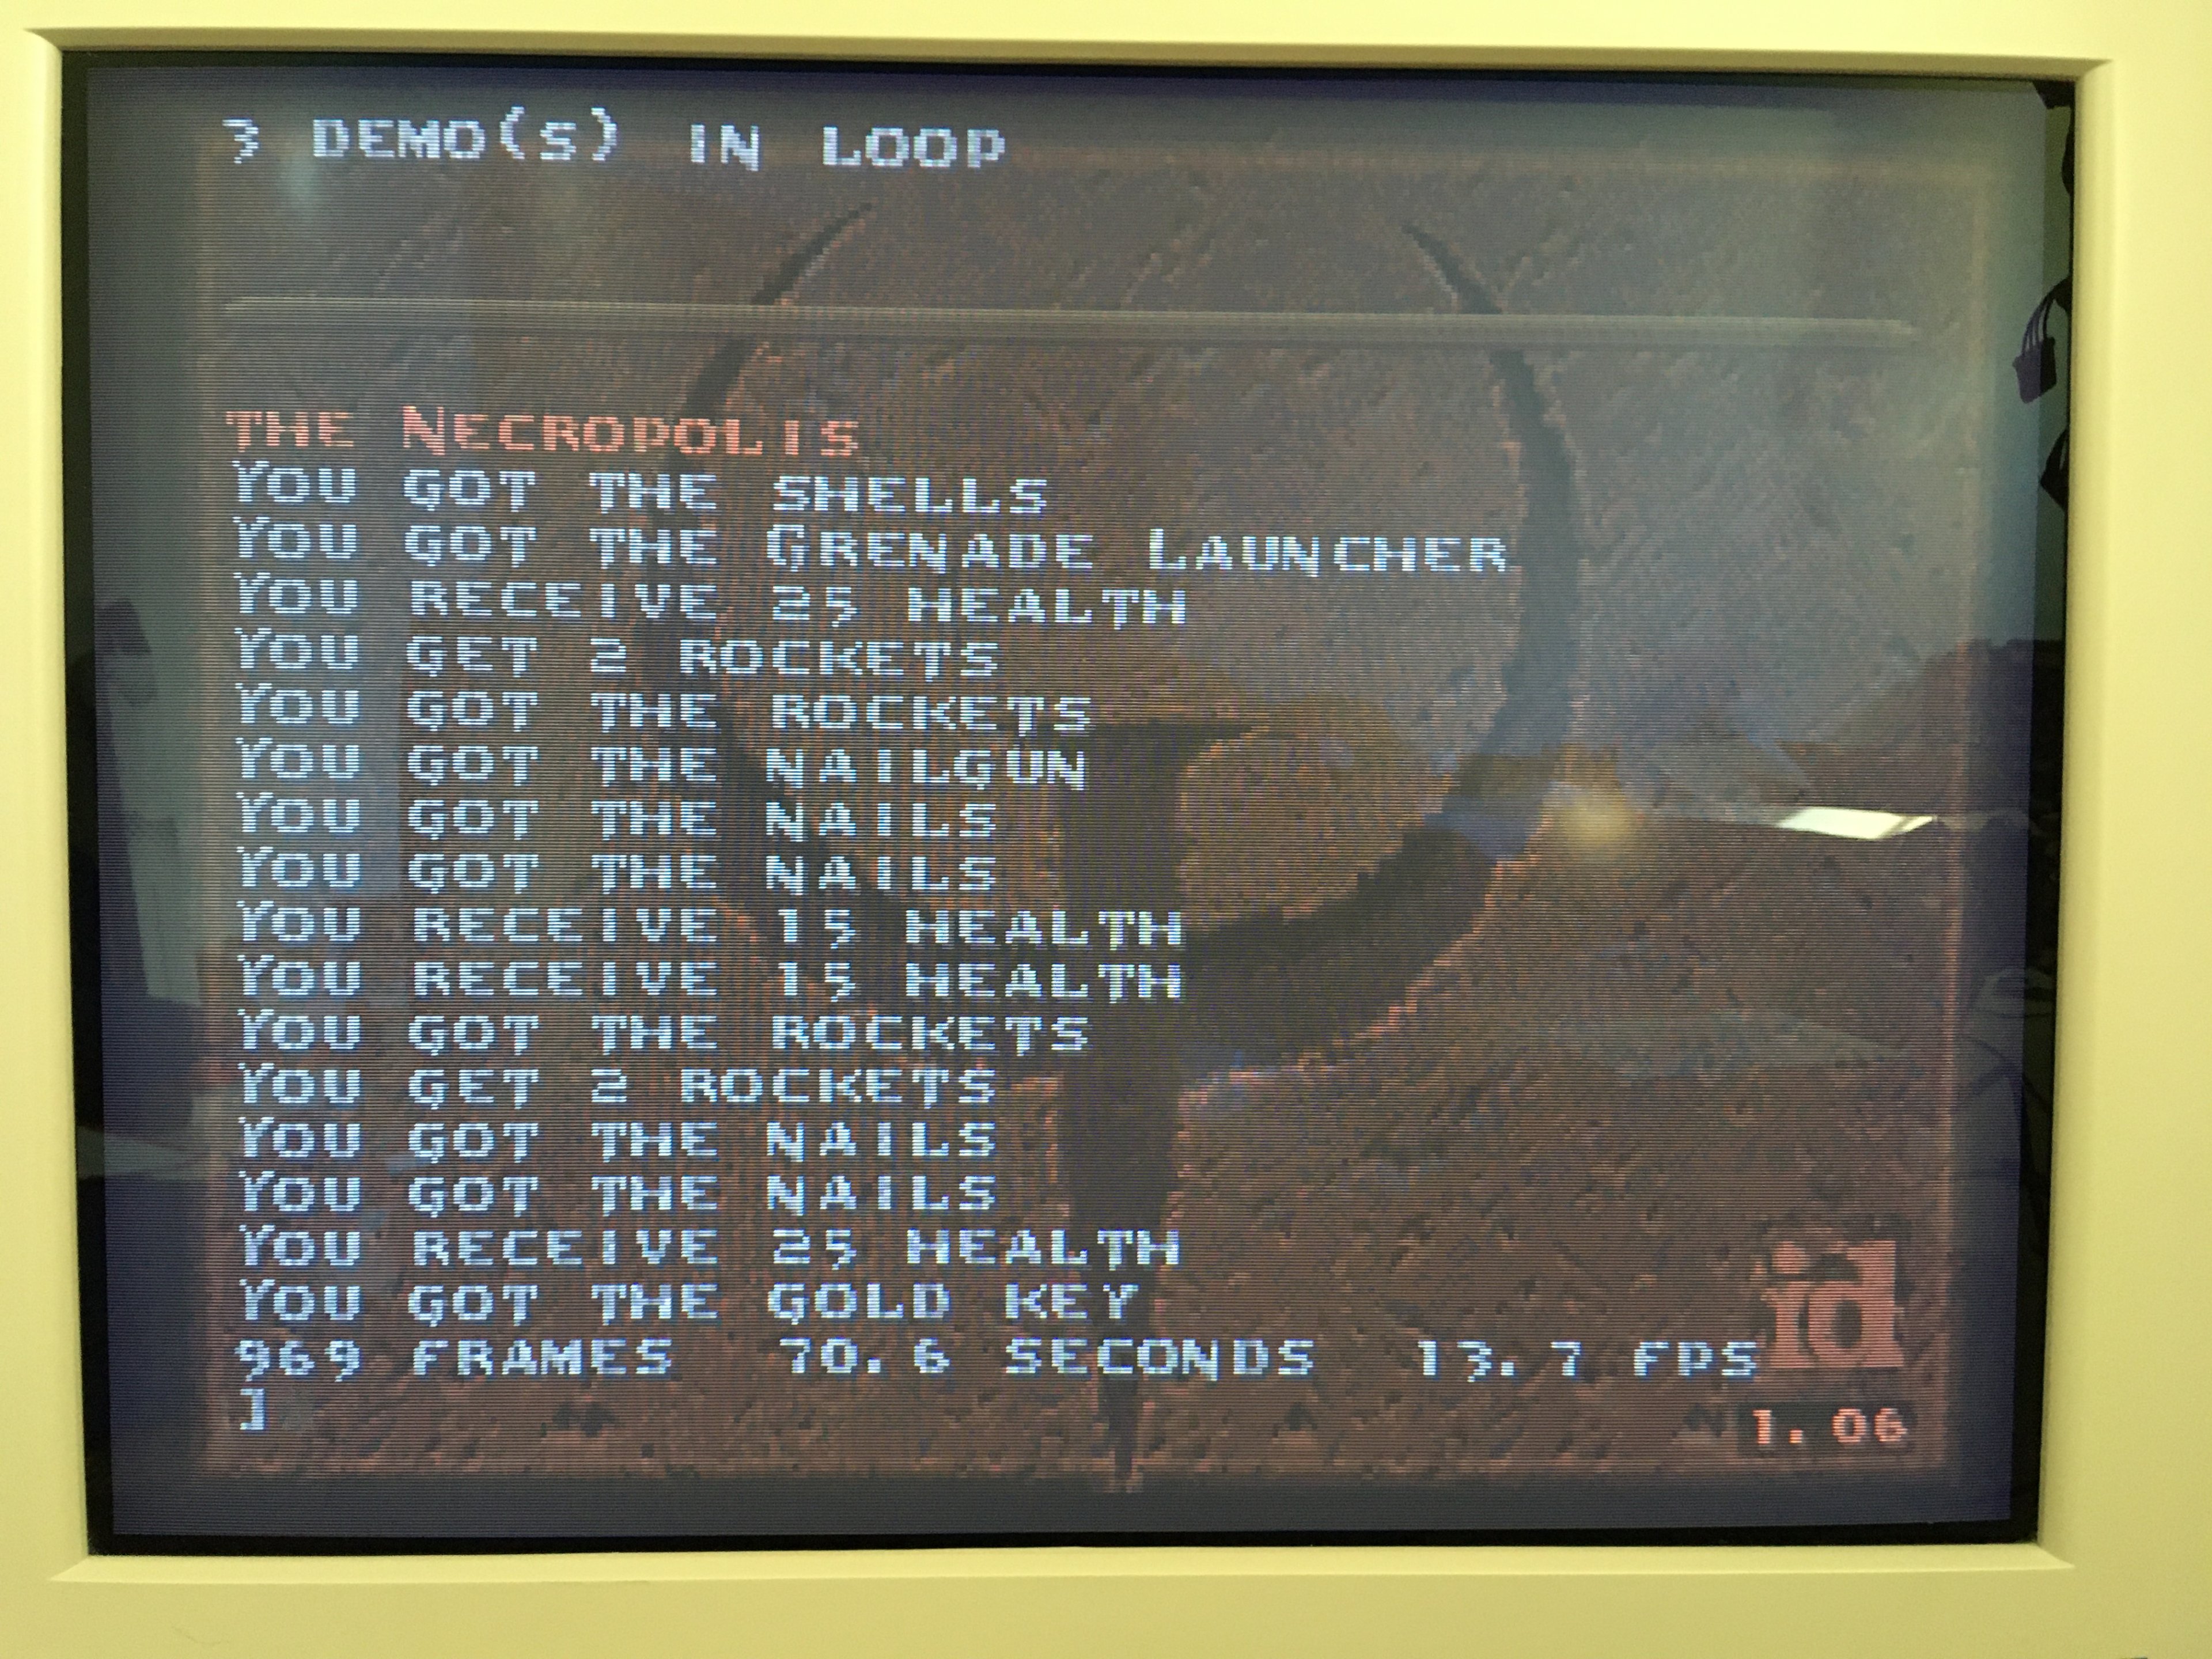 3 demo(s) in loop
the Necropolis
You got the shells
You got the Grenade Launcher
You receive 25 health
You get 2 rockets
You got the rockets
You got the nailgun
You got the nails
You got the nails
You receive 15 health
You receive 15 health
You got the rockets
You get 2 rockets
You got the nails
You got the nails
You receive 25 health
You got the gold key
969 frames 70.6 seconds 13.7 fps
]
id
1.06